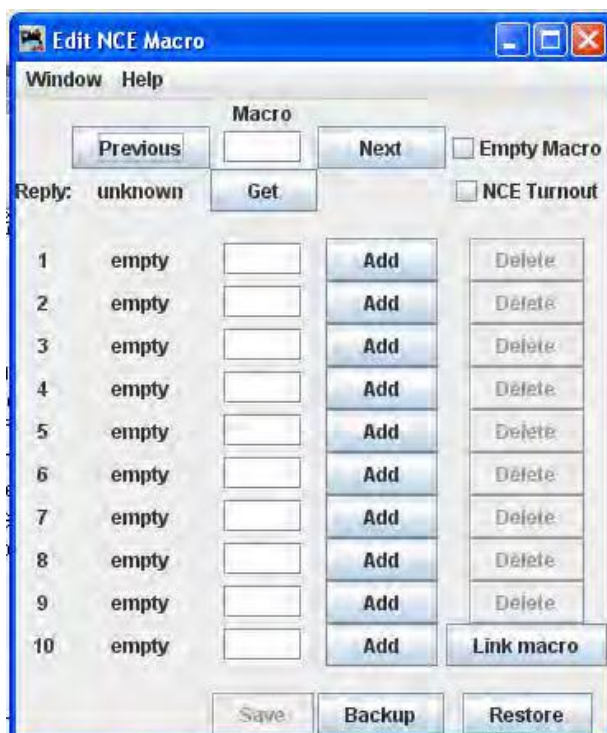 Edit NCE Macro
Window Help
Macro
Previous Next Empty Macro
Reply: unknown Get NCE Turnout
1 empty Add Delete
2 empty Add Delete
3 empty Add Delete
4 empty Add Delete
5 empty Add Delete
6 empty Add Delete
7 empty Add Delete
8 empty Add Delete
9 empty Add Delete
10 empty Add Link macro
Save Backup Restore